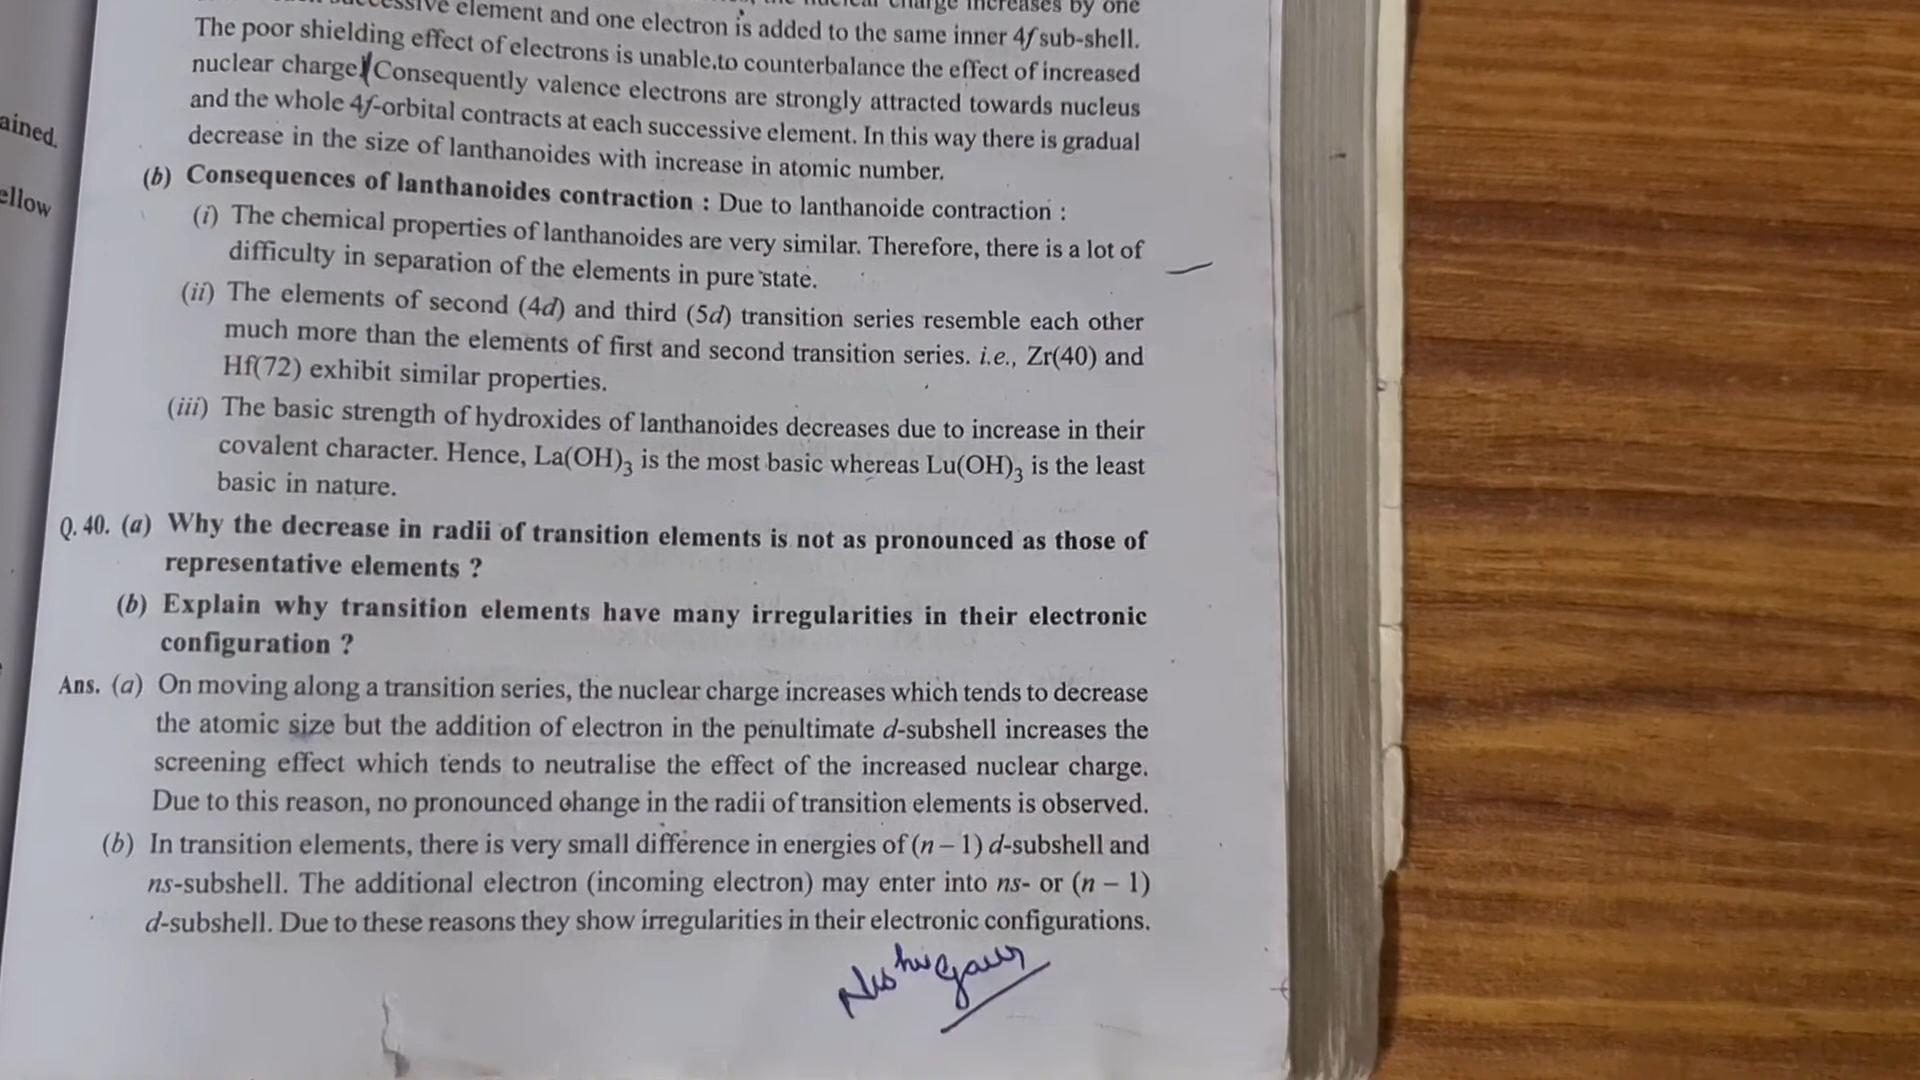 successive element and one electron is added to the same inner 4f sub-shell.
The poor shielding effect of electrons is unable to counterbalance the effect of increased
nuclear charge. Consequently valence electrons are strongly attracted towards nucleus
and the whole 4f-orbital contracts at each successive element. In this way there is gradual
decrease in the size of lanthanoides with increase in atomic number.
(b) Consequences of lanthanoides contraction : Due to lanthanoide contraction :
(i) The chemical properties of lanthanoides are very similar. Therefore, there is a lot of
difficulty in separation of the elements in pure state.
(ii) The elements of second (4d) and third (5d) transition series resemble each other
much more than the elements of first and second transition series. i.e., Zr(40) and
Hf(72) exhibit similar properties.
(iii) The basic strength of hydroxides of lanthanoides decreases due to increase in their
covalent character. Hence, La(OH)₃ is the most basic whereas Lu(OH)₃ is the least
basic in nature.
Q. 40. (a) Why the decrease in radii of transition elements is not as pronounced as those of
representative elements ?
(b) Explain why transition elements have many irregularities in their electronic
configuration ?
Ans. (a) On moving along a transition series, the nuclear charge increases which tends to decrease
the atomic size but the addition of electron in the penultimate d-subshell increases the
screening effect which tends to neutralise the effect of the increased nuclear charge.
Due to this reason, no pronounced change in the radii of transition elements is observed.
(b) In transition elements, there is very small difference in energies of (n – 1) d-subshell and
ns-subshell. The additional electron (incoming electron) may enter into ns- or (n – 1)
d-subshell. Due to these reasons they show irregularities in their electronic configurations.